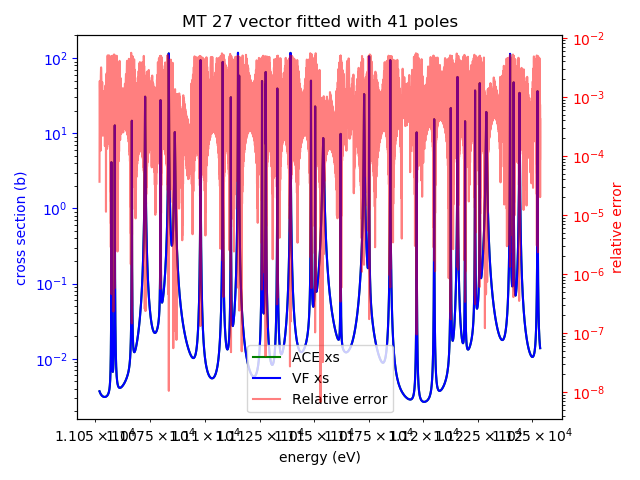 MT 27 vector fitted with 41 poles
10²
10¹
10⁰
10⁻¹
10⁻²
cross section (b)
10⁻²
10⁻³
10⁻⁴
10⁻⁵
10⁻⁶
10⁻⁷
10⁻⁸
relative error
ACE xs
VF xs
Relative error
energy (eV)